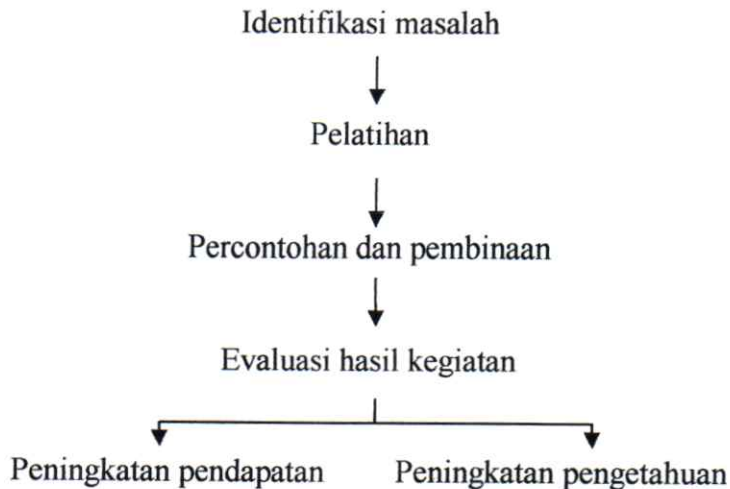 Identifikasi masalah
Pelatihan
Percontohan dan pembinaan
Evaluasi hasil kegiatan
Peningkatan pendapatan
Peningkatan pengetahuan